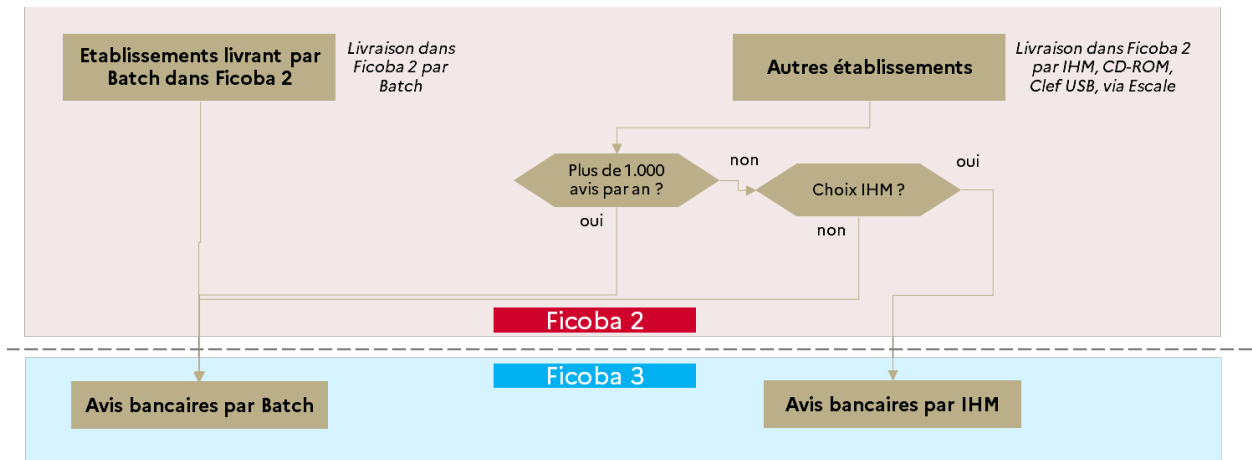 Etablissements livrant par
Batch dans Ficoba 2
Livraison dans
Ficoba 2 par
Batch
Autres établissements
Livraison dans Ficoba 2
par IHM, CD-ROM,
Clef USB, via Escale
Plus de 1.000
avis par an ?
non
oui
Choix IHM ?
oui
non
Ficoba 2
Ficoba 3
Avis bancaires par Batch
Avis bancaires par IHM